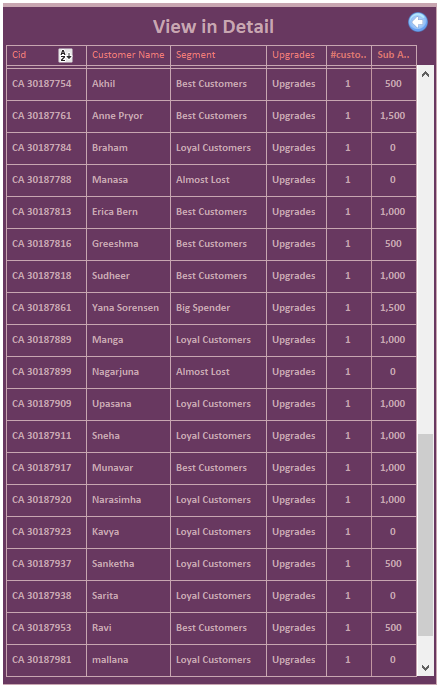 View in Detail
Cid Customer Name Segment Upgrades #custo.. Sub A..
CA 30187754 Akhil Best Customers Upgrades 1 500
CA 30187761 Anne Pryor Best Customers Upgrades 1 1,500
CA 30187784 Braham Loyal Customers Upgrades 1 0
CA 30187788 Manasa Almost Lost Upgrades 1 0
CA 30187813 Erica Bern Best Customers Upgrades 1 1,000
CA 30187816 Greeshma Best Customers Upgrades 1 500
CA 30187818 Sudheer Best Customers Upgrades 1 1,000
CA 30187861 Yana Sorensen Big Spender Upgrades 1 1,500
CA 30187889 Manga Loyal Customers Upgrades 1 1,000
CA 30187899 Nagarjuna Almost Lost Upgrades 1 0
CA 30187909 Upasana Loyal Customers Upgrades 1 1,000
CA 30187911 Sneha Loyal Customers Upgrades 1 1,000
CA 30187917 Munavar Best Customers Upgrades 1 1,000
CA 30187920 Narasimha Loyal Customers Upgrades 1 1,000
CA 30187923 Kavya Loyal Customers Upgrades 1 0
CA 30187937 Sanketha Loyal Customers Upgrades 1 500
CA 30187938 Sarita Loyal Customers Upgrades 1 0
CA 30187953 Ravi Best Customers Upgrades 1 500
CA 30187981 mallana Loyal Customers Upgrades 1 0